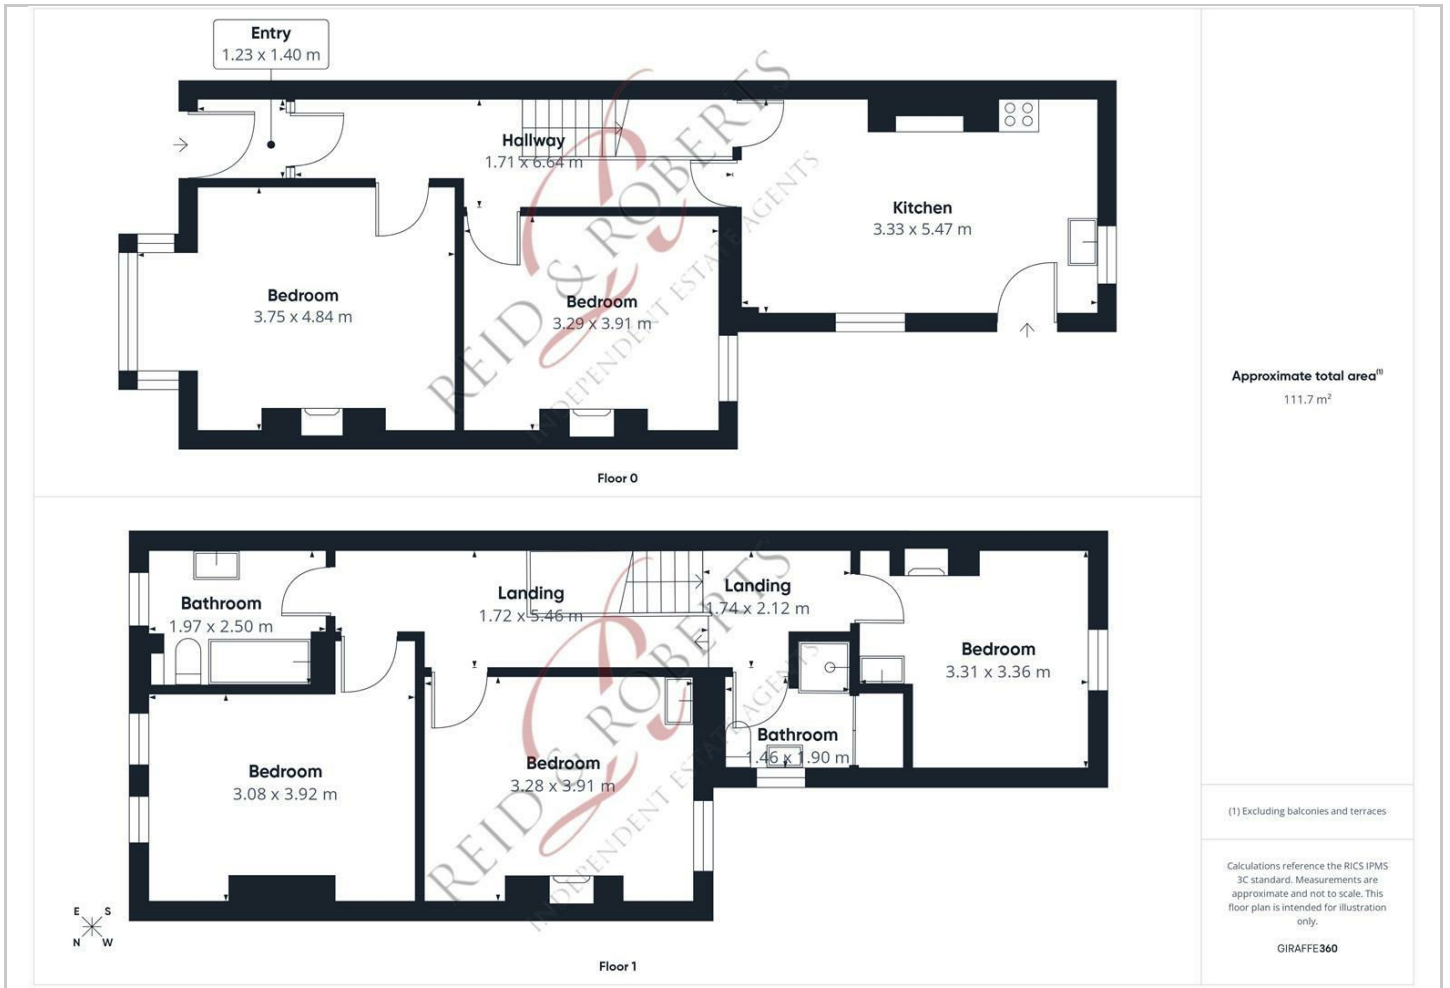 Entry
1.23 x 1.40 m
Hallway
1.71 x 6.64 m
Kitchen
3.33 x 5.47 m
Bedroom
3.75 x 4.84 m
Bedroom
3.29 x 3.91 m
REID & ROBERTS
INDEPENDENT ESTATE AGENTS
Floor 0
Approximate total area(1)
111.7 m²
Landing
1.72 x 5.46 m
Landing
1.74 x 2.12 m
Bathroom
1.97 x 2.50 m
Bedroom
3.31 x 3.36 m
Bathroom
1.46 x 1.90 m
Bedroom
3.08 x 3.92 m
Bedroom
3.28 x 3.91 m
REID & ROBERTS
INDEPENDENT ESTATE AGENTS
E S
N W
Floor 1
(1) Excluding balconies and terraces
Calculations reference the RICS IPMS
3C standard. Measurements are
approximate and not to scale. This
floor plan is intended for illustration
only.
GIRAFFE360